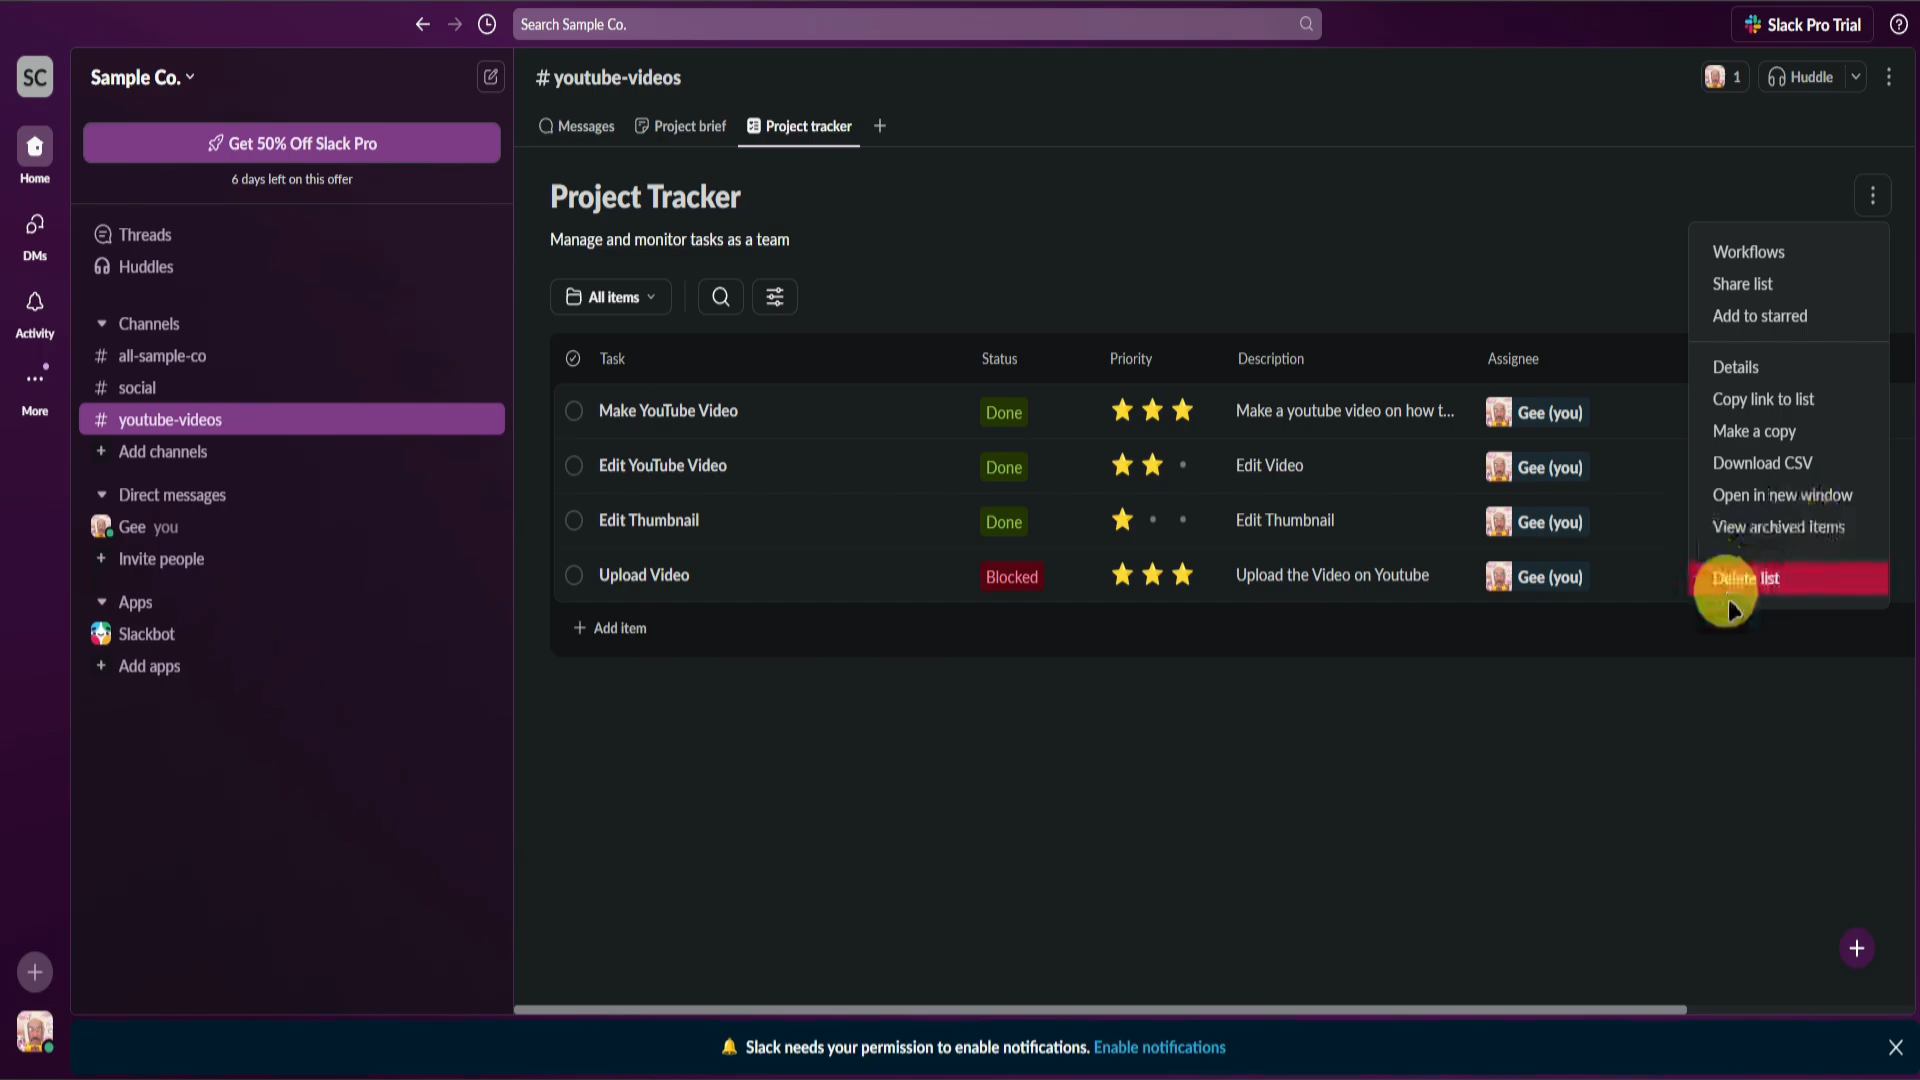 Search Sample Co.
Slack Pro Trial
SC
Sample Co.
# youtube-videos
1
Huddle
Get 50% Off Slack Pro
6 days left on this offer
Messages
Project brief
Project tracker
Home
DMs
Activity
More
Threads
Huddles
Channels
# all-sample-co
# social
# youtube-videos
+ Add channels
Direct messages
Gee you
+ Invite people
Apps
Slackbot
+ Add apps
Project Tracker
Manage and monitor tasks as a team
All items
Task Status Priority Description Assignee
Make YouTube Video Done Make a youtube video on how t... Gee (you)
Edit YouTube Video Done Edit Video Gee (you)
Edit Thumbnail Done Edit Thumbnail Gee (you)
Upload Video Blocked Upload the Video on Youtube Gee (you)
+ Add item
Workflows
Share list
Add to starred
Details
Copy link to list
Make a copy
Download CSV
Open in new window
View archived items
Delete list
Slack needs your permission to enable notifications. Enable notifications